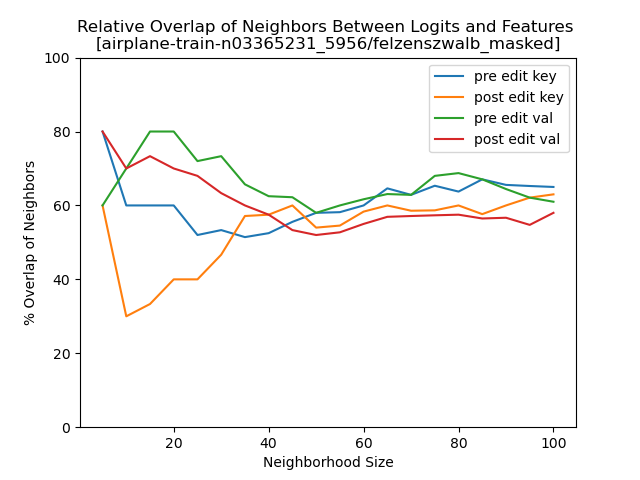 Relative Overlap of Neighbors Between Logits and Features
[airplane-train-n03365231_5956/felzenszwalb_masked]
100
80
60
40
20
0
% Overlap of Neighbors
pre edit key
post edit key
pre edit val
post edit val
20 40 60 80 100
Neighborhood Size